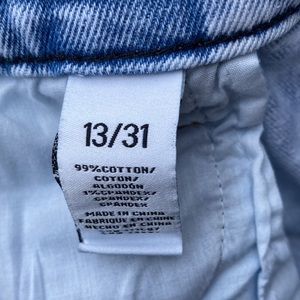 13/31
99%COTTON/
COTON/
ALGODÓN
1%SPANDEX/
SPANDEX/
SPANDEX
MADE IN CHINA
FABRIQUÉ EN CHINE
HECHO EN CHINA